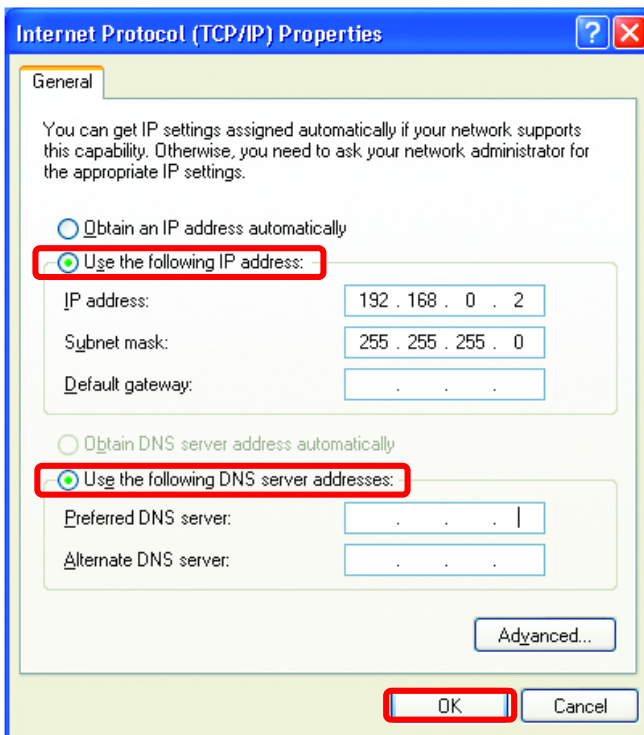 Internet Protocol (TCP/IP) Properties
General
You can get IP settings assigned automatically if your network supports
this capability. Otherwise, you need to ask your network administrator for
the appropriate IP settings.
Obtain an IP address automatically
Use the following IP address:
IP address: 192 . 168 . 0 . 2
Subnet mask: 255 . 255 . 255 . 0
Default gateway: . . .
Obtain DNS server address automatically
Use the following DNS server addresses:
Preferred DNS server: . . .
Alternate DNS server: . . .
Advanced...
OK Cancel